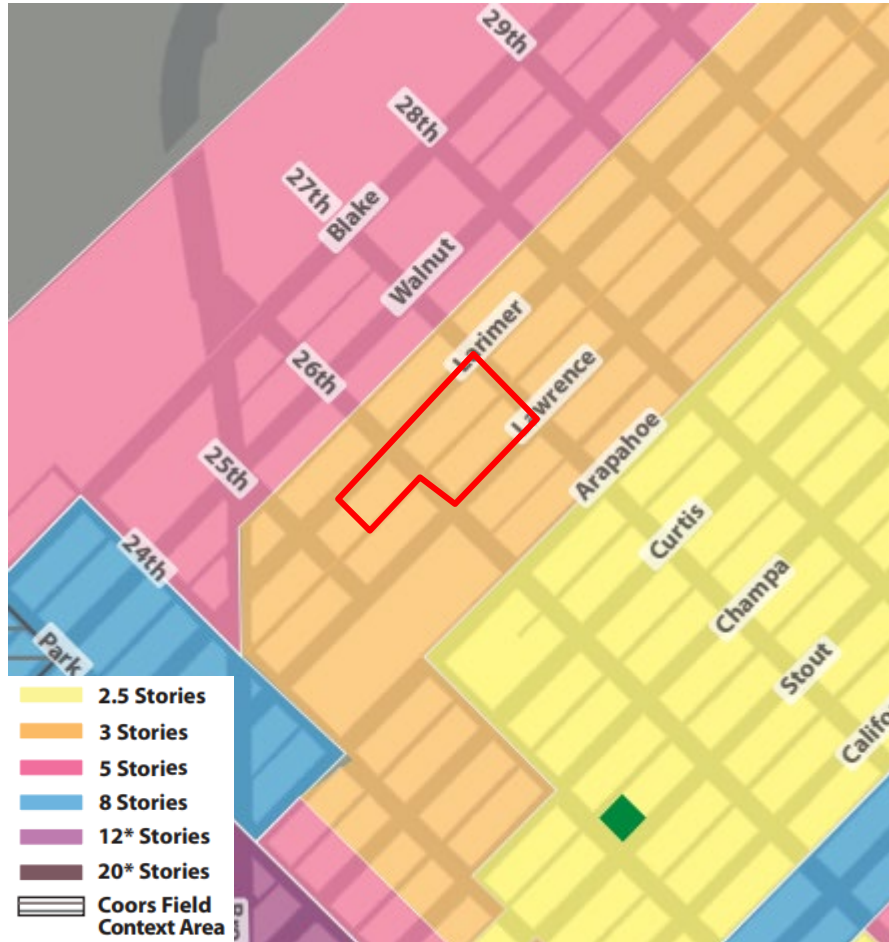 29th
28th
27th
Blake
Walnut
Larimer
26th
Lawrence
Arapahoe
25th
Curtis
24th
Champa
Park
Stout
2.5 Stories
3 Stories
5 Stories
8 Stories
12* Stories
20* Stories
Coors Field
Context Area